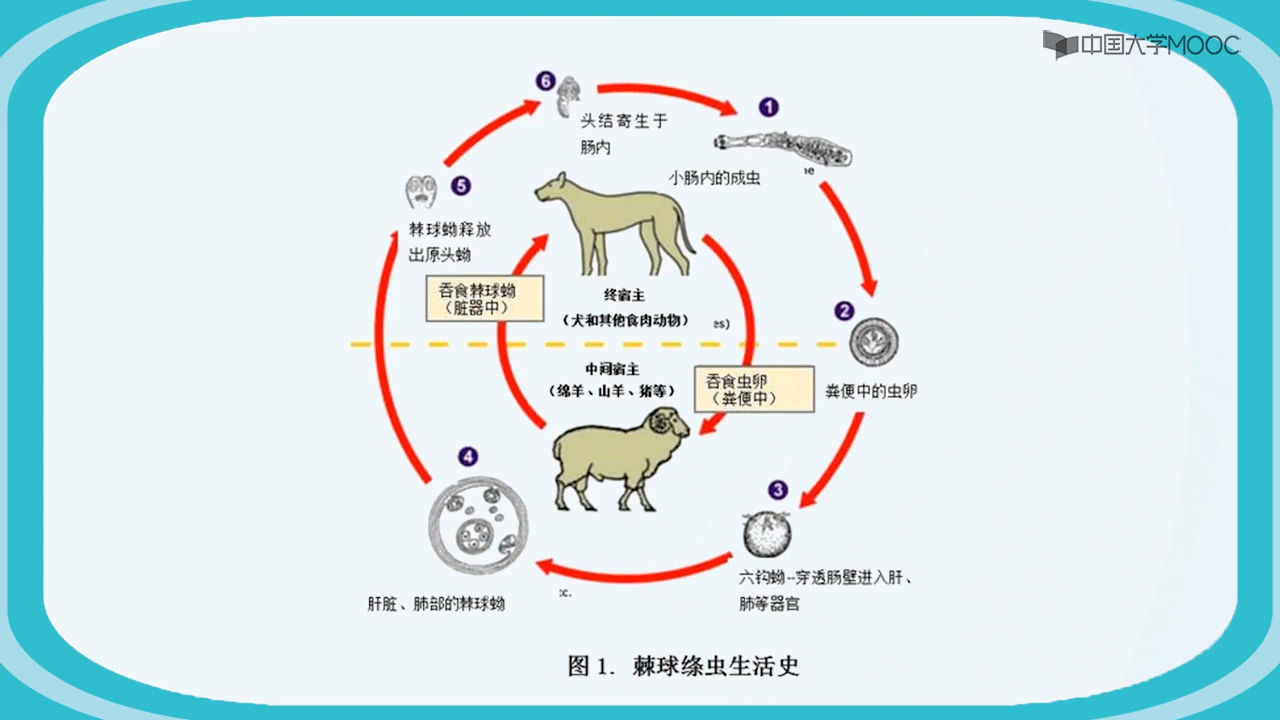 中国大学MOOC
6
头结寄生于
肠内
1
小肠内的成虫
ne
5
棘球蚴释放
出原头蚴
吞食棘球蚴
（脏器中）
终宿主
（犬和其他食肉动物）
es)
2
粪便中的虫卵
中间宿主
（绵羊、山羊、猪等）
吞食虫卵
（粪便中）
4
3
六钩蚴--穿透肠壁进入肝、
肺等器官
肝脏、肺部的棘球蚴
图 1. 棘球绦虫生活史